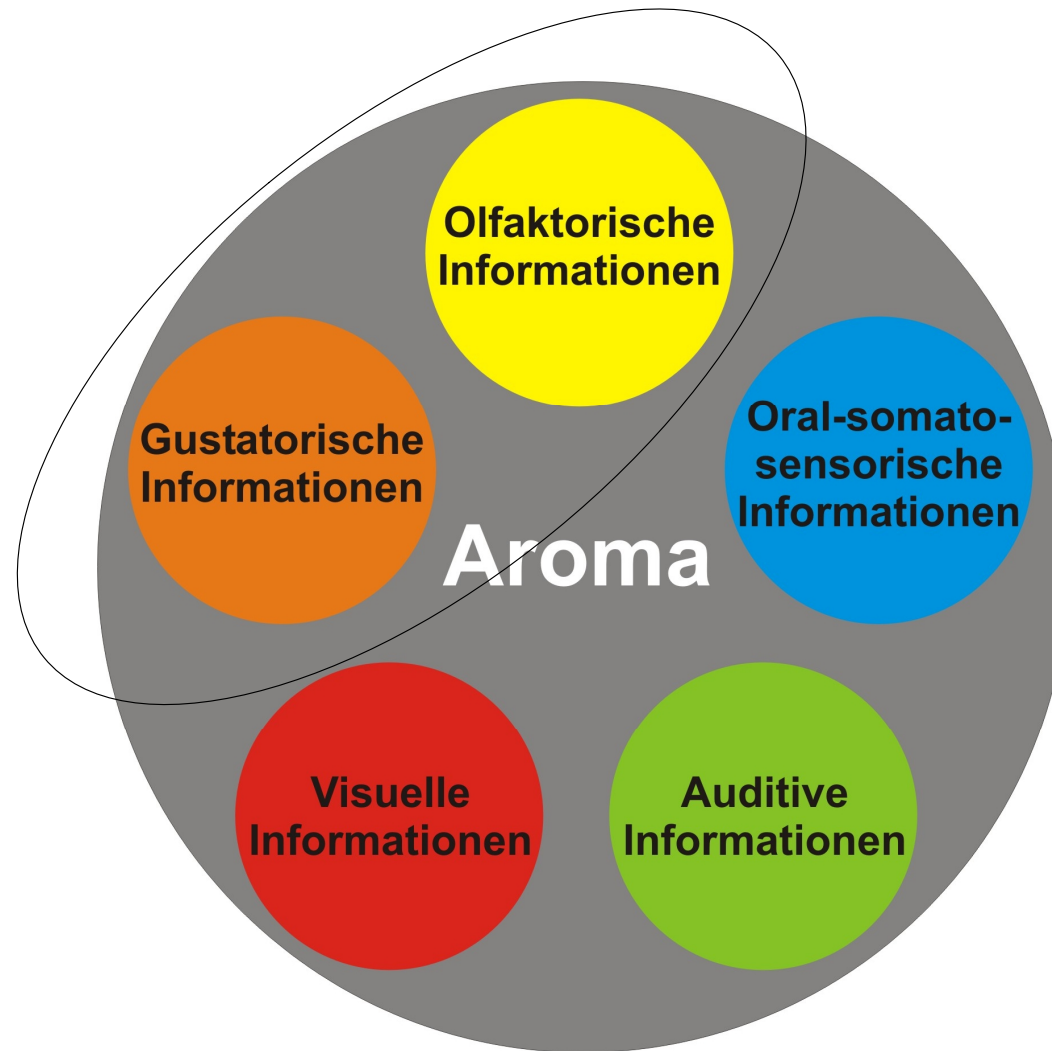 Olfaktorische
Informationen
Gustatorische
Informationen
Oral-somato-
sensorische
Informationen
Aroma
Visuelle
Informationen
Auditive
Informationen